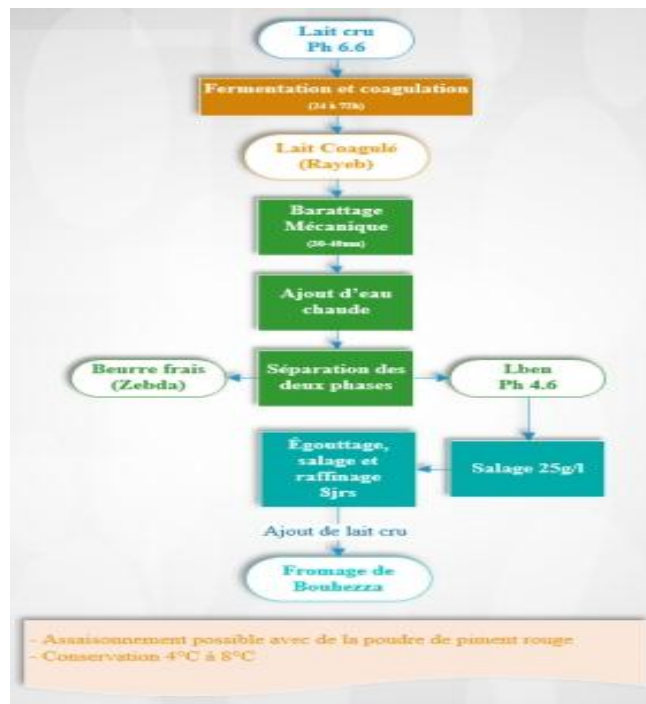 Lait cru
Ph 6.6
Fermentation et coagulation
(24 à 72h)
Lait Coagulé
(Rayeb)
Barattage
Mécanique
Ajout d'eau
chaude
Beurre frais
(Zebda)
Séparation des
deux phases
Lben
Ph 4.6
Égouttage,
salage et
raffinage
5jrs
Salage 25g/l
Ajout de lait cru
Fromage de
Bouhezza
- Assaisonnement possible avec de la poudre de piment rouge
- Conservation 4°C à 8°C